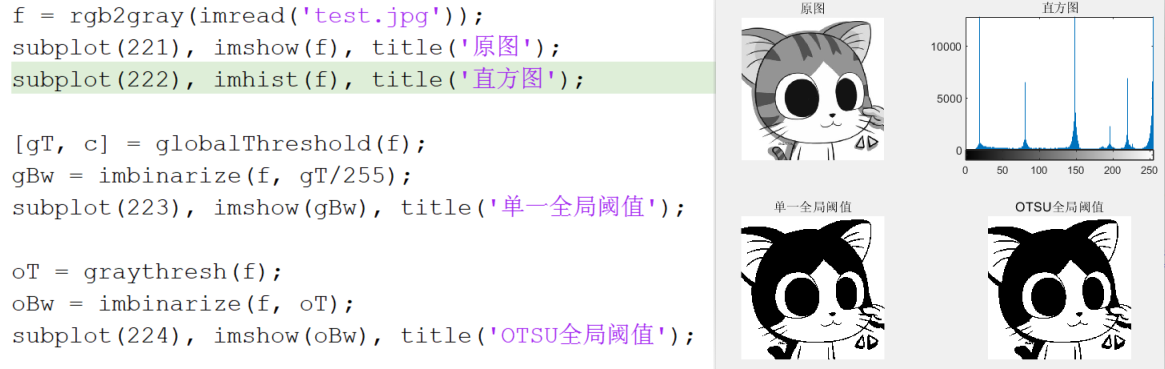 f = rgb2gray(imread('test.jpg'));
subplot(221), imshow(f), title('原图');
subplot(222), imhist(f), title('直方图');
[gT, c] = globalThreshold(f);
gBw = imbinarize(f, gT/255);
subplot(223), imshow(gBw), title('单一全局阈值');
oT = graythresh(f);
oBw = imbinarize(f, oT);
subplot(224), imshow(oBw), title('OTSU全局阈值');
原图
直方图
10000
5000
0
0 50 100 150 200 250
单一全局阈值
OTSU全局阈值